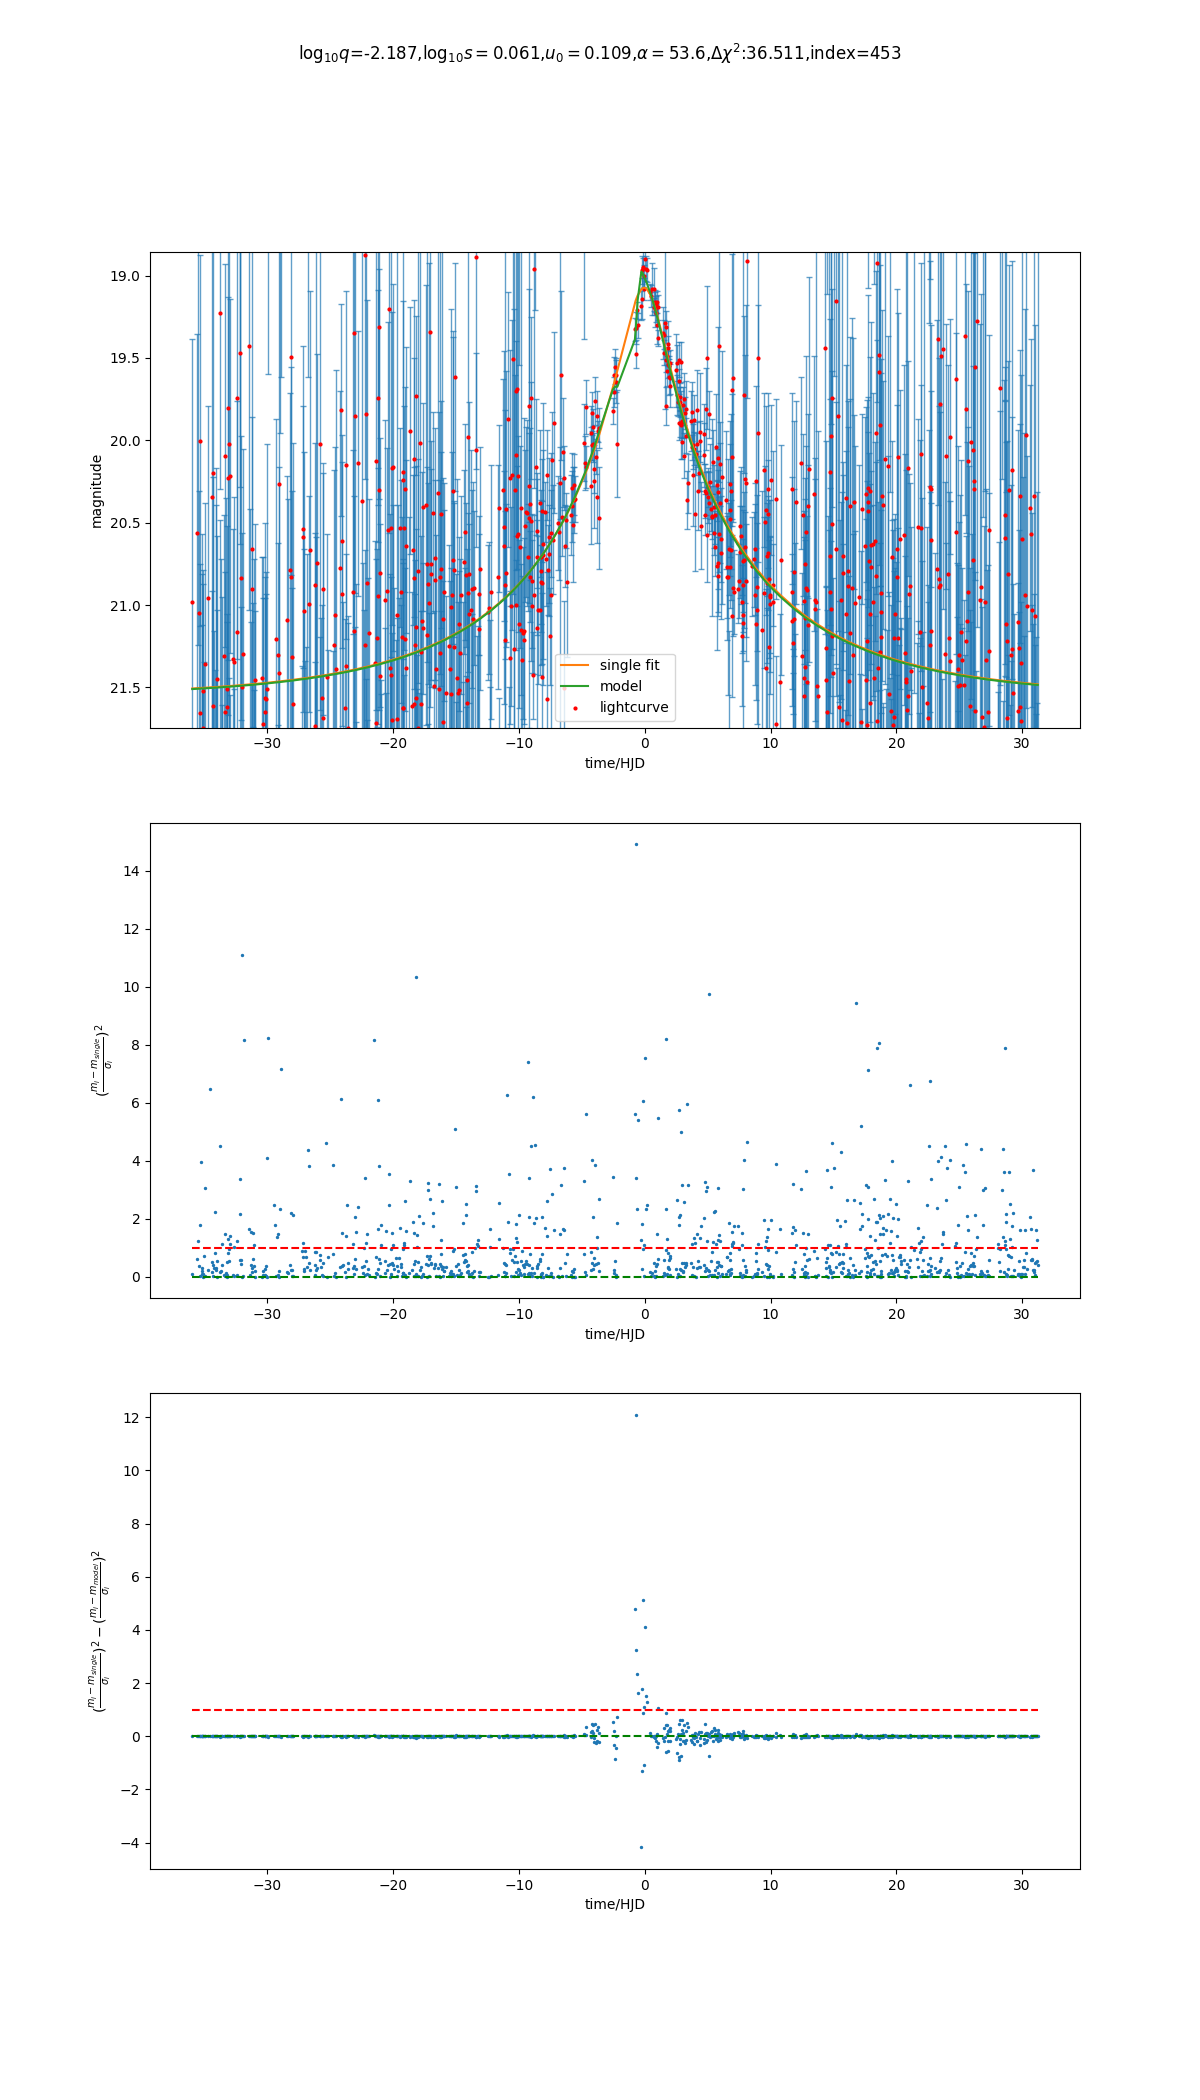 log₁₀q=-2.187,log₁₀s = 0.061,u₀ = 0.109,α = 53.6,Δχ²:36.511,index=453
19.0
19.5
20.0
20.5
21.0
21.5
magnitude
single fit
model
lightcurve
−30 −20 −10 0 10 20 30
time/HJD
14
12
10
8
6
4
2
0
(mᵢ − m_single / σᵢ)²
−30 −20 −10 0 10 20 30
time/HJD
12
10
8
6
4
2
0
−2
−4
(mᵢ − m_single / σᵢ)² − (mᵢ − m_model / σᵢ)²
−30 −20 −10 0 10 20 30
time/HJD